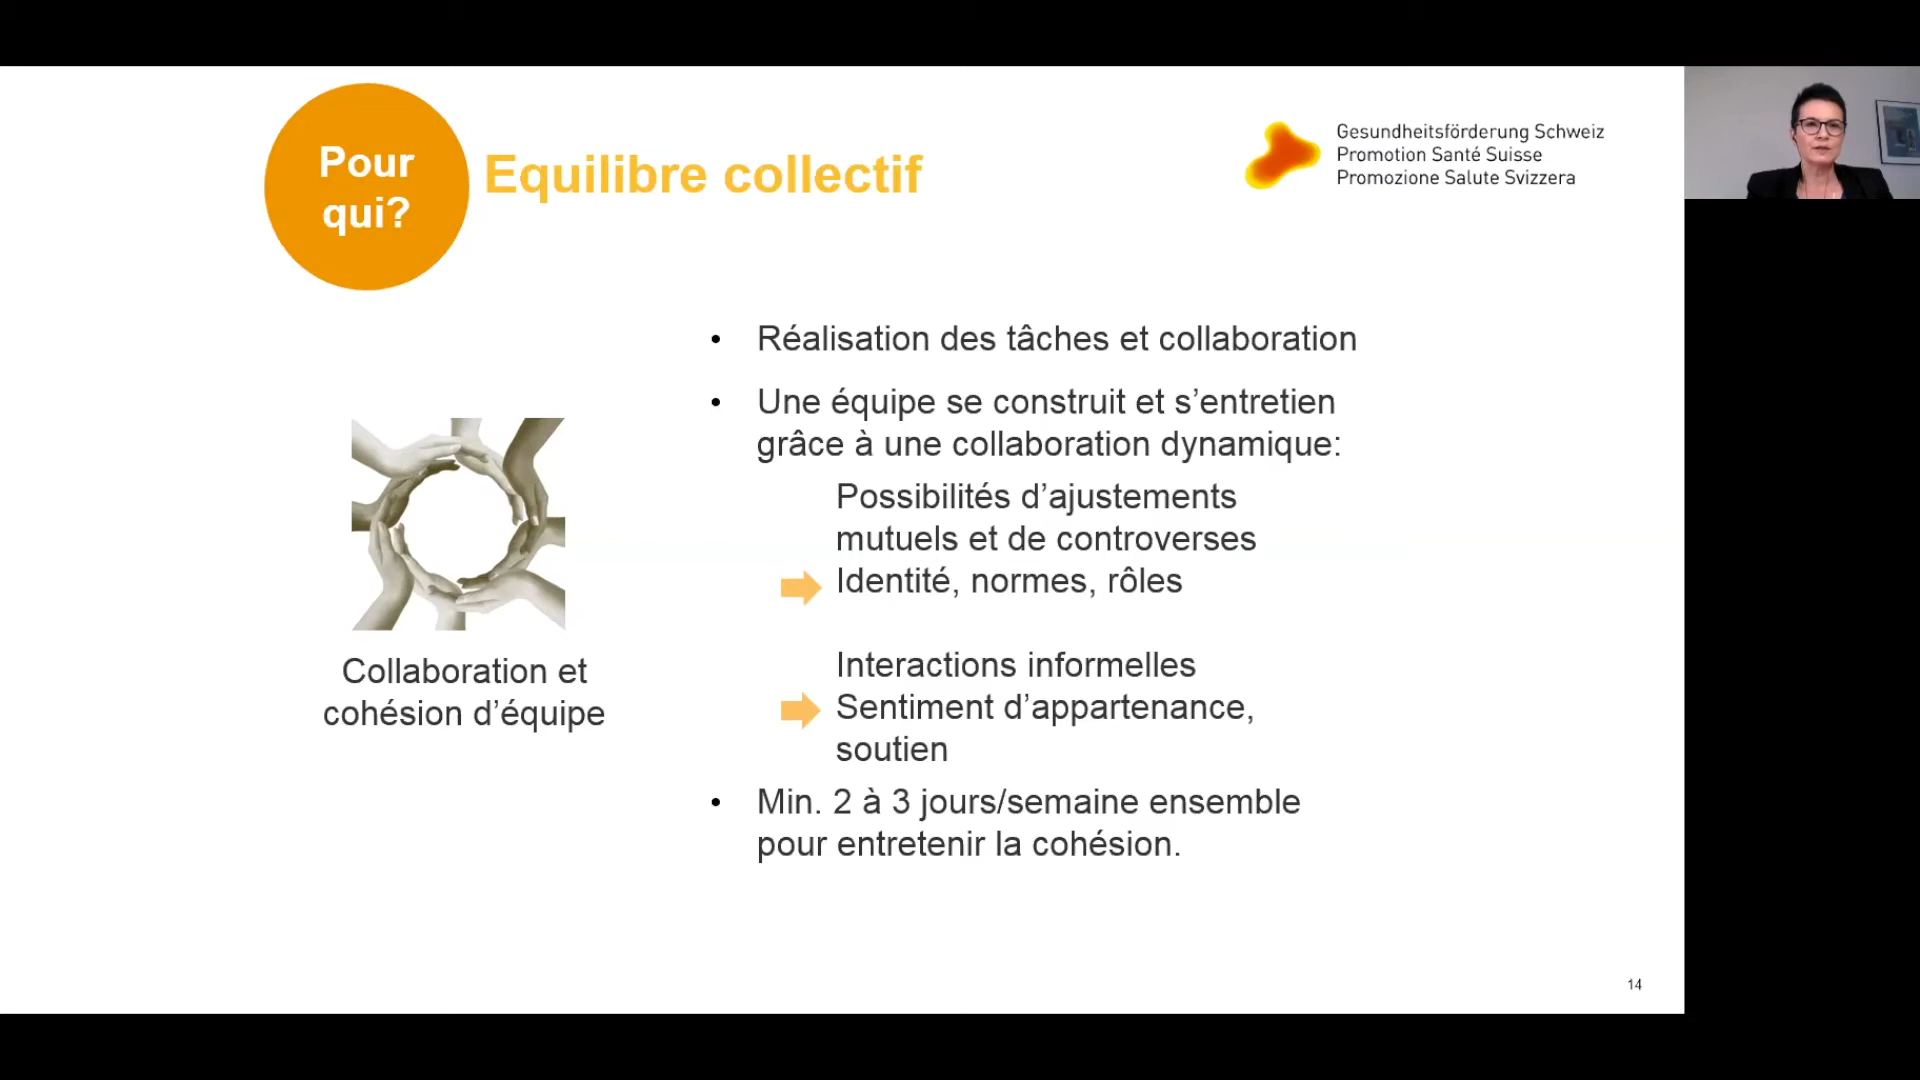 Pour
qui?
Equilibre collectif
Gesundheitsförderung Schweiz
Promotion Santé Suisse
Promozione Salute Svizzera
• Réalisation des tâches et collaboration
• Une équipe se construit et s’entretien
grâce à une collaboration dynamique:
Possibilités d’ajustements
mutuels et de controverses
Identité, normes, rôles
Interactions informelles
Sentiment d’appartenance,
soutien
• Min. 2 à 3 jours/semaine ensemble
pour entretenir la cohésion.
Collaboration et
cohésion d’équipe
14